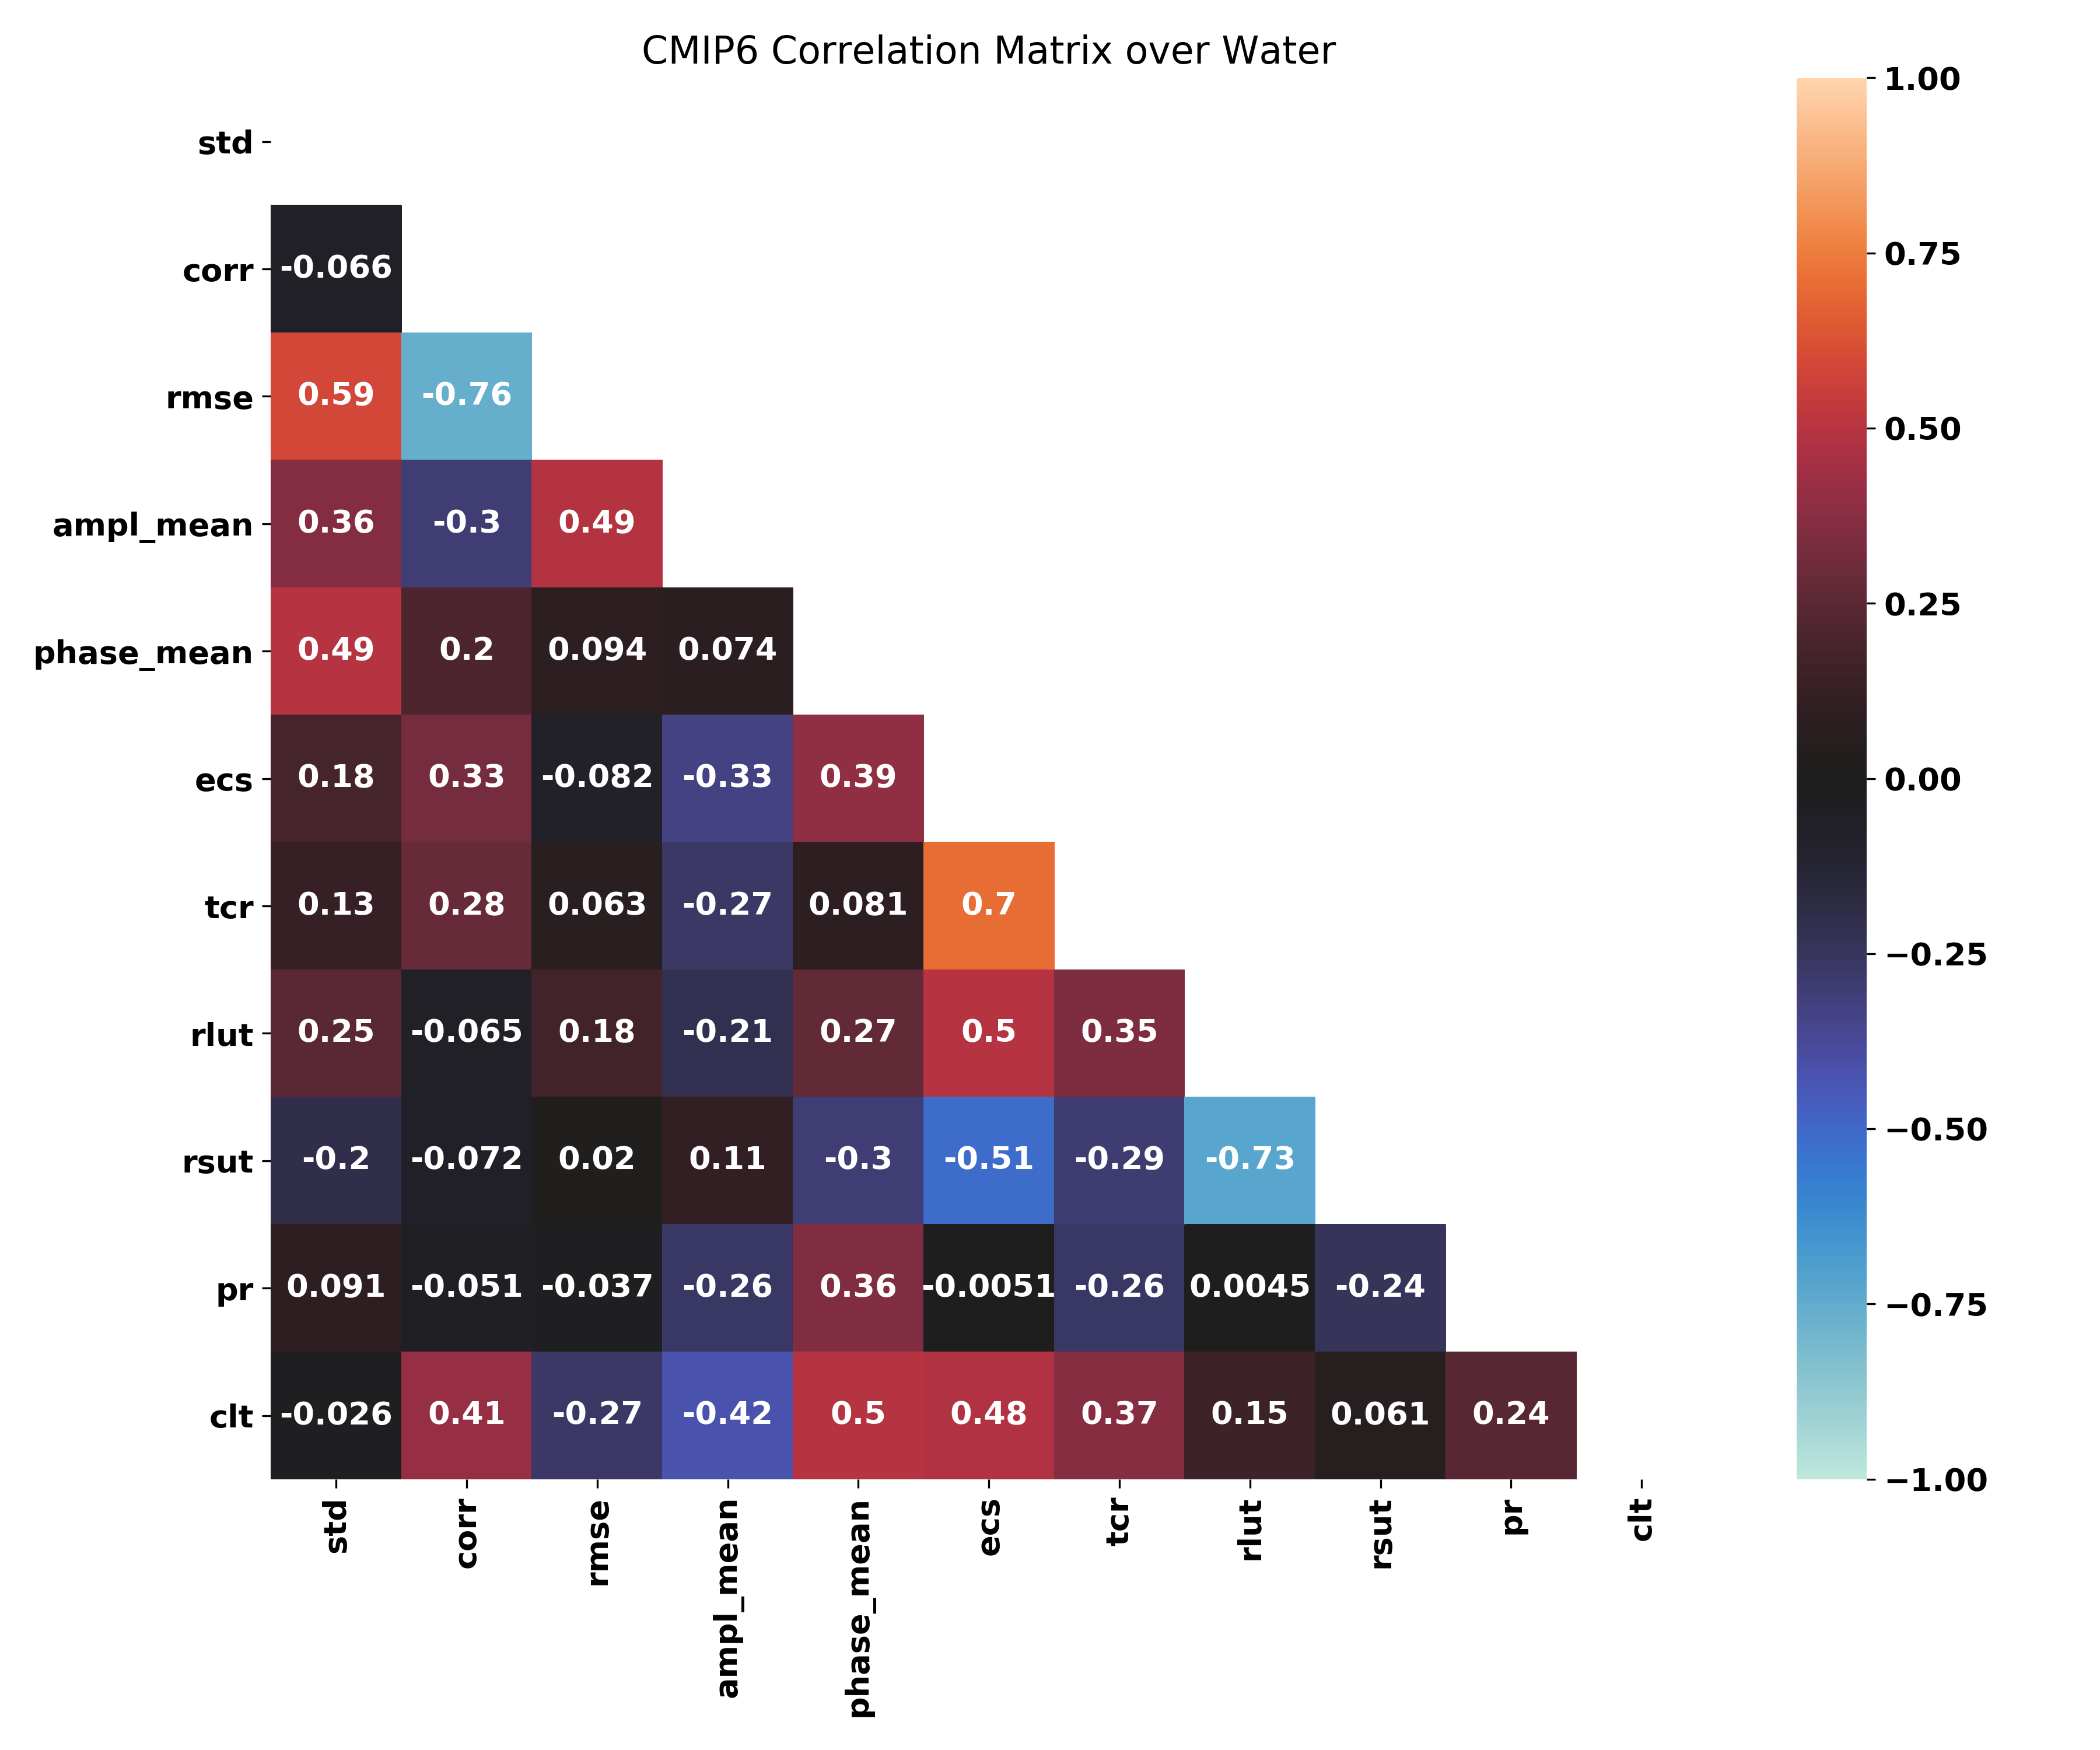 CMIP6 Correlation Matrix over Water
std
corr -0.066
rmse 0.59 -0.76
ampl_mean 0.36 -0.3 0.49
phase_mean 0.49 0.2 0.094 0.074
ecs 0.18 0.33 -0.082 -0.33 0.39
tcr 0.13 0.28 0.063 -0.27 0.081 0.7
rlut 0.25 -0.065 0.18 -0.21 0.27 0.5 0.35
rsut -0.2 -0.072 0.02 0.11 -0.3 -0.51 -0.29 -0.73
pr 0.091 -0.051 -0.037 -0.26 0.36 -0.0051 -0.26 0.0045 -0.24
clt -0.026 0.41 -0.27 -0.42 0.5 0.48 0.37 0.15 0.061 0.24
std corr rmse ampl_mean phase_mean ecs tcr rlut rsut pr clt
1.00
0.75
0.50
0.25
0.00
−0.25
−0.50
−0.75
−1.00